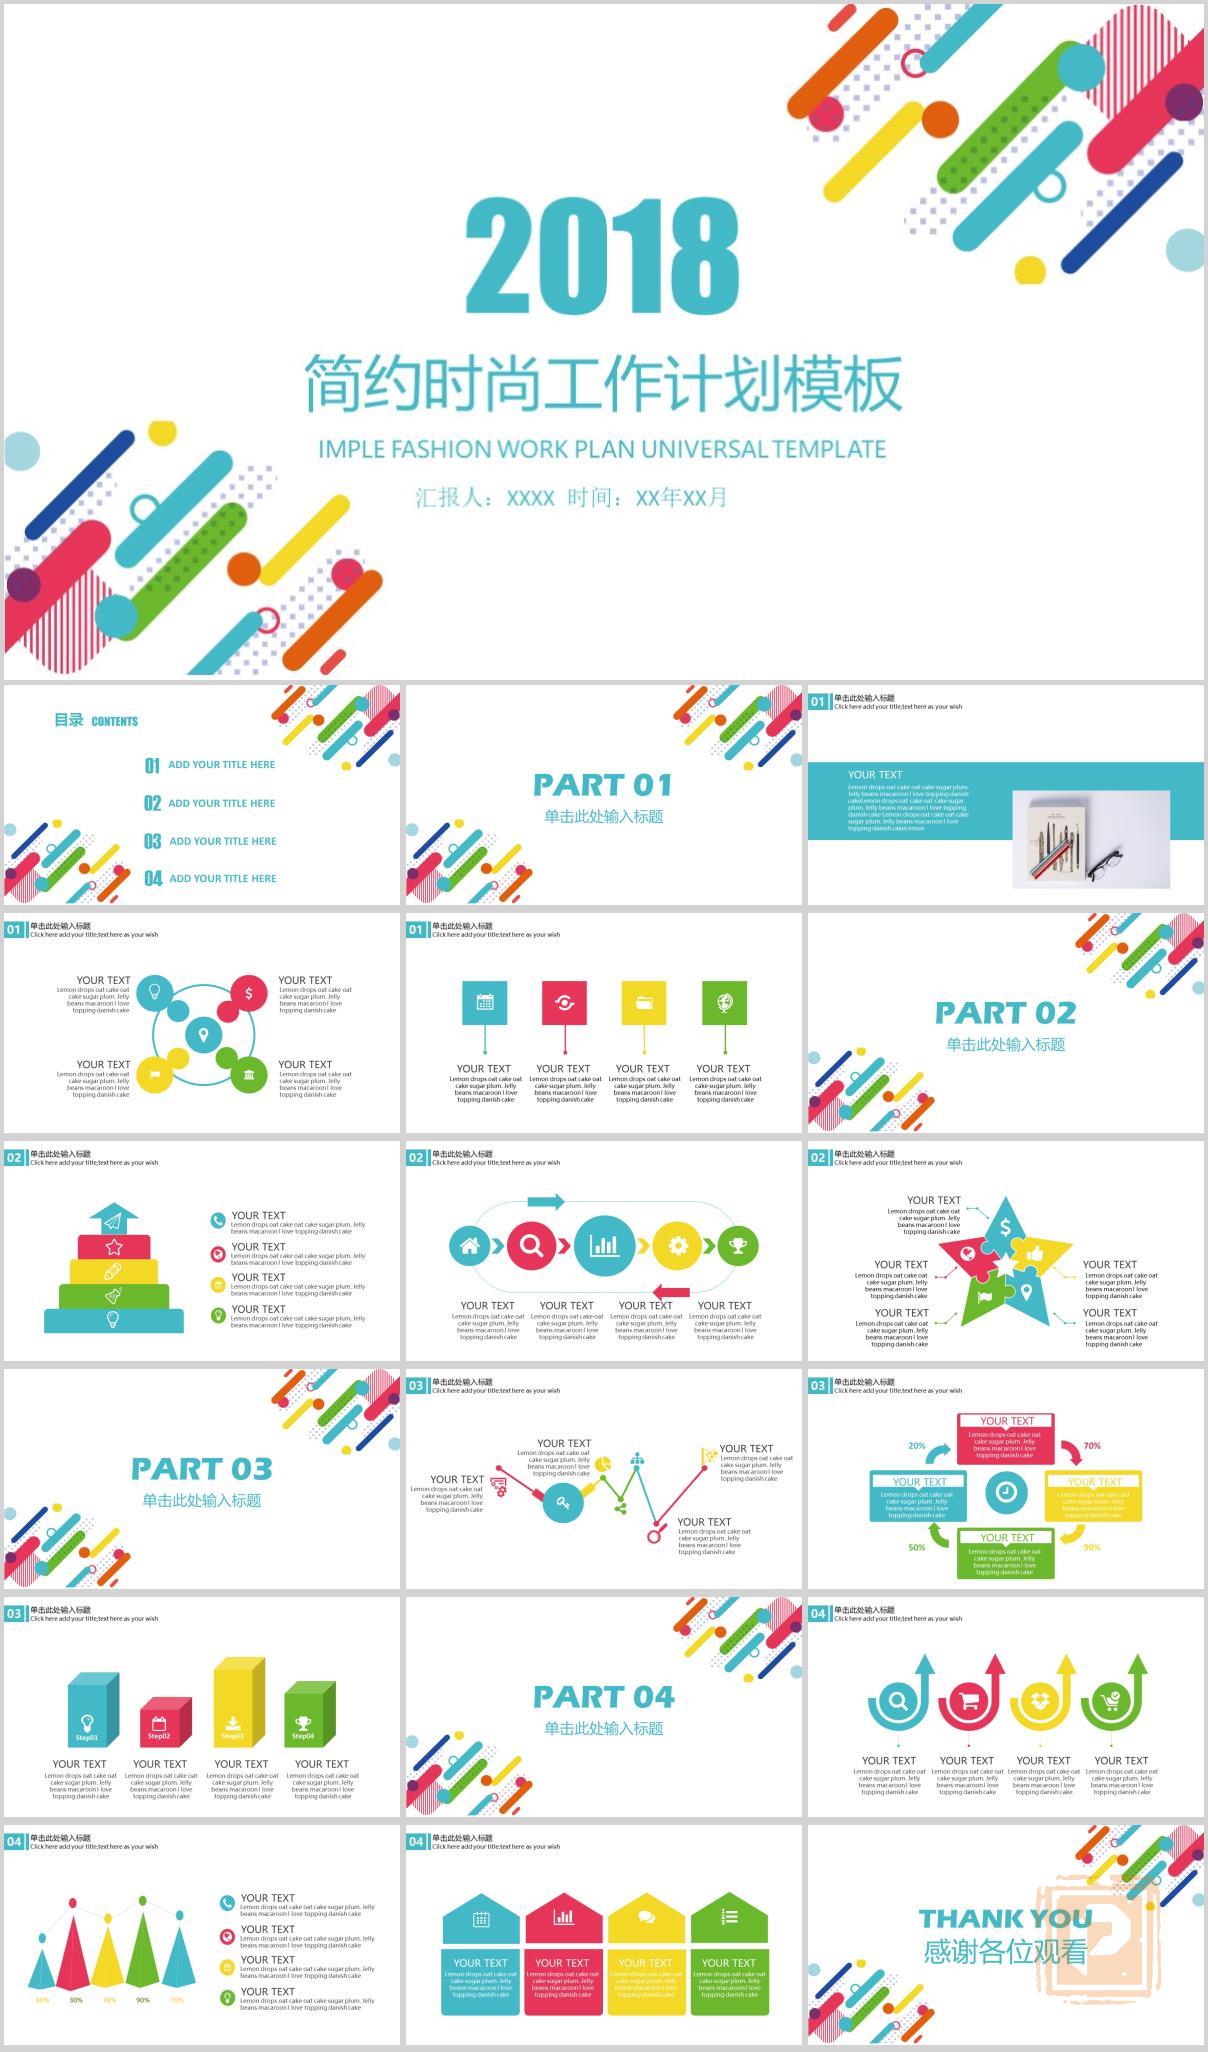 2018
简约时尚工作计划模板
IMPLE FASHION WORK PLAN UNIVERSAL TEMPLATE
汇报人：XXXX 时间：XX年XX月
目录 CONTENTS
01 ADD YOUR TITLE HERE
02 ADD YOUR TITLE HERE
03 ADD YOUR TITLE HERE
04 ADD YOUR TITLE HERE
PART 01
单击此处输入标题
01 单击此处输入标题
Click here add your title,text here as your wish
YOUR TEXT
Lemon drops oat cake oat cake sugar plum.
Jelly beans macaroon I love topping danish
cakeLemon drops oat cake oat cake sugar
plum. Jelly beans macaroon I love topping
danish cake Lemon drops oat cake oat cake
sugar plum. Jelly beans macaroon I love
topping danish cakeLemon
01 单击此处输入标题
Click here add your title,text here as your wish
YOUR TEXT
Lemon drops oat cake oat
cake sugar plum. Jelly
beans macaroon I love
topping danish cake
YOUR TEXT
Lemon drops oat cake oat
cake sugar plum. Jelly
beans macaroon I love
topping danish cake
YOUR TEXT
Lemon drops oat cake oat
cake sugar plum. Jelly
beans macaroon I love
topping danish cake
YOUR TEXT
Lemon drops oat cake oat
cake sugar plum. Jelly
beans macaroon I love
topping danish cake
01 单击此处输入标题
Click here add your title,text here as your wish
YOUR TEXT
Lemon drops oat cake oat
cake sugar plum. Jelly
beans macaroon I love
topping danish cake
YOUR TEXT
Lemon drops oat cake oat
cake sugar plum. Jelly
beans macaroon I love
topping danish cake
YOUR TEXT
Lemon drops oat cake oat
cake sugar plum. Jelly
beans macaroon I love
topping danish cake
YOUR TEXT
Lemon drops oat cake oat
cake sugar plum. Jelly
beans macaroon I love
topping danish cake
PART 02
单击此处输入标题
02 单击此处输入标题
Click here add your title,text here as your wish
YOUR TEXT
Lemon drops oat cake oat cake sugar plum. Jelly
beans macaroon I love topping danish cake
YOUR TEXT
Lemon drops oat cake oat cake sugar plum. Jelly
beans macaroon I love topping danish cake
YOUR TEXT
Lemon drops oat cake oat cake sugar plum. Jelly
beans macaroon I love topping danish cake
YOUR TEXT
Lemon drops oat cake oat cake sugar plum. Jelly
beans macaroon I love topping danish cake
02 单击此处输入标题
Click here add your title,text here as your wish
YOUR TEXT
Lemon drops oat cake oat
cake sugar plum. Jelly
beans macaroon I love
topping danish cake
YOUR TEXT
Lemon drops oat cake oat
cake sugar plum. Jelly
beans macaroon I love
topping danish cake
YOUR TEXT
Lemon drops oat cake oat
cake sugar plum. Jelly
beans macaroon I love
topping danish cake
YOUR TEXT
Lemon drops oat cake oat
cake sugar plum. Jelly
beans macaroon I love
topping danish cake
02 单击此处输入标题
Click here add your title,text here as your wish
YOUR TEXT
Lemon drops oat cake oat
cake sugar plum. Jelly
beans macaroon I love
topping danish cake
YOUR TEXT
Lemon drops oat cake oat
cake sugar plum. Jelly
beans macaroon I love
topping danish cake
YOUR TEXT
Lemon drops oat cake oat
cake sugar plum. Jelly
beans macaroon I love
topping danish cake
YOUR TEXT
Lemon drops oat cake oat
cake sugar plum. Jelly
beans macaroon I love
topping danish cake
YOUR TEXT
Lemon drops oat cake oat
cake sugar plum. Jelly
beans macaroon I love
topping danish cake
PART 03
单击此处输入标题
03 单击此处输入标题
Click here add your title,text here as your wish
YOUR TEXT
Lemon drops oat cake oat
cake sugar plum. Jelly
beans macaroon I love
topping danish cake
YOUR TEXT
Lemon drops oat cake oat
cake sugar plum. Jelly
beans macaroon I love
topping danish cake
YOUR TEXT
Lemon drops oat cake oat
cake sugar plum. Jelly
beans macaroon I love
topping danish cake
YOUR TEXT
Lemon drops oat cake oat
cake sugar plum. Jelly
beans macaroon I love
topping danish cake
03 单击此处输入标题
Click here add your title,text here as your wish
YOUR TEXT
Lemon drops oat cake oat
cake sugar plum. Jelly
beans macaroon I love
topping danish cake
20%
70%
YOUR TEXT
Lemon drops oat cake oat
cake sugar plum. Jelly
beans macaroon I love
topping danish cake
YOUR TEXT
Lemon drops oat cake oat
cake sugar plum. Jelly
beans macaroon I love
topping danish cake
50%
90%
YOUR TEXT
Lemon drops oat cake oat
cake sugar plum. Jelly
beans macaroon I love
topping danish cake
03 单击此处输入标题
Click here add your title,text here as your wish
Step01
Step02
Step03
Step04
YOUR TEXT
Lemon drops oat cake oat
cake sugar plum. Jelly
beans macaroon I love
topping danish cake
YOUR TEXT
Lemon drops oat cake oat
cake sugar plum. Jelly
beans macaroon I love
topping danish cake
YOUR TEXT
Lemon drops oat cake oat
cake sugar plum. Jelly
beans macaroon I love
topping danish cake
YOUR TEXT
Lemon drops oat cake oat
cake sugar plum. Jelly
beans macaroon I love
topping danish cake
PART 04
单击此处输入标题
04 单击此处输入标题
Click here add your title,text here as your wish
YOUR TEXT
Lemon drops oat cake oat
cake sugar plum. Jelly
beans macaroon I love
topping danish cake
YOUR TEXT
Lemon drops oat cake oat
cake sugar plum. Jelly
beans macaroon I love
topping danish cake
YOUR TEXT
Lemon drops oat cake oat
cake sugar plum. Jelly
beans macaroon I love
topping danish cake
YOUR TEXT
Lemon drops oat cake oat
cake sugar plum. Jelly
beans macaroon I love
topping danish cake
04 单击此处输入标题
Click here add your title,text here as your wish
30%
70%
90%
70%
YOUR TEXT
Lemon drops oat cake oat cake sugar plum. Jelly
beans macaroon I love topping danish cake
YOUR TEXT
Lemon drops oat cake oat cake sugar plum. Jelly
beans macaroon I love topping danish cake
YOUR TEXT
Lemon drops oat cake oat cake sugar plum. Jelly
beans macaroon I love topping danish cake
YOUR TEXT
Lemon drops oat cake oat cake sugar plum. Jelly
beans macaroon I love topping danish cake
04 单击此处输入标题
Click here add your title,text here as your wish
YOUR TEXT
Lemon drops oat cake oat
cake sugar plum. Jelly
beans macaroon I love
topping danish cake
YOUR TEXT
Lemon drops oat cake oat
cake sugar plum. Jelly
beans macaroon I love
topping danish cake
YOUR TEXT
Lemon drops oat cake oat
cake sugar plum. Jelly
beans macaroon I love
topping danish cake
YOUR TEXT
Lemon drops oat cake oat
cake sugar plum. Jelly
beans macaroon I love
topping danish cake
THANK YOU
感谢各位观看